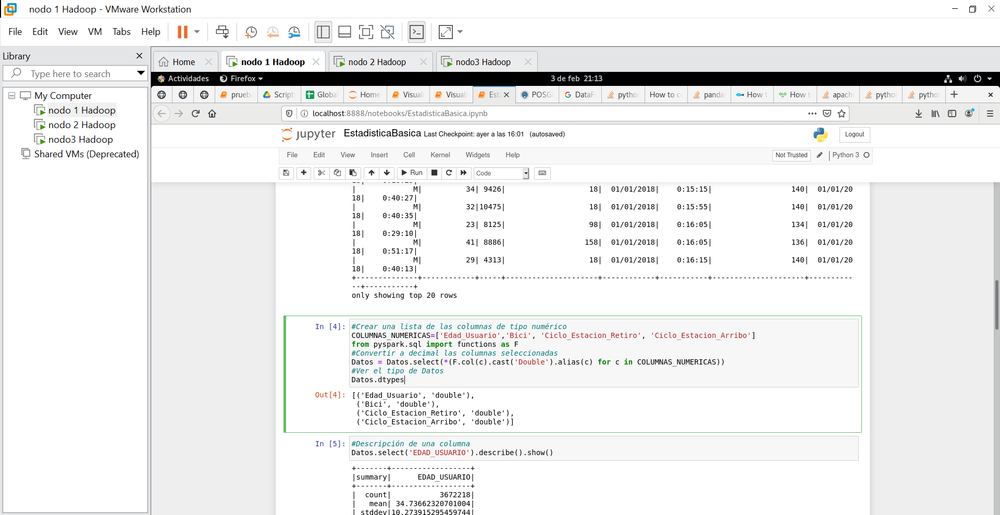 nodo 1 Hadoop - VMware Workstation
File Edit View VM Tabs Help
Library
Type here to search
My Computer
nodo 1 Hadoop
nodo 2 Hadoop
nodo3 Hadoop
Shared VMs (Deprecated)
Home nodo 1 Hadoop nodo 2 Hadoop nodo3 Hadoop
Actividades Firefox 3 de feb 21:13
prueb Scripts Global Home Visuali Visuali Est POSG DataF python How to co panda How t How t apach python python
localhost:8888/notebooks/EstadisticaBasica.ipynb
jupyter EstadisticaBasica Last Checkpoint: ayer a las 16:01 (autosaved) Logout
File Edit View Insert Cell Kernel Widgets Help Not Trusted Python 3
Run Code
| M| 34| 9426| 18| 01/01/2018| 0:15:15| 140| 01/01/20
18| 0:40:27|
| M| 32|10475| 18| 01/01/2018| 0:15:55| 140| 01/01/20
18| 0:40:35|
| M| 23| 8125| 98| 01/01/2018| 0:16:05| 134| 01/01/20
18| 0:29:10|
| M| 41| 8886| 158| 01/01/2018| 0:16:05| 136| 01/01/20
18| 0:51:17|
| M| 29| 4313| 18| 01/01/2018| 0:16:15| 140| 01/01/20
18| 0:40:13|
+--------------+------------+-----+---------------------+------------+-----------+---------------------+----------
--+-----------+
only showing top 20 rows
In [4]: #Crear una lista de las columnas de tipo numérico
COLUMNAS_NUMERICAS=['Edad_Usuario','Bici', 'Ciclo_Estacion_Retiro', 'Ciclo_Estacion_Arribo']
from pyspark.sql import functions as F
#Convertir a decimal las columnas seleccionadas
Datos = Datos.select(*(F.col(c).cast('Double').alias(c) for c in COLUMNAS_NUMERICAS))
#Ver el tipo de Datos
Datos.dtypes
Out[4]: [('Edad_Usuario', 'double'),
('Bici', 'double'),
('Ciclo_Estacion_Retiro', 'double'),
('Ciclo_Estacion_Arribo', 'double')]
In [5]: #Descripción de una columna
Datos.select('EDAD_USUARIO').describe().show()
+-------+------------------+
|summary| EDAD_USUARIO|
+-------+------------------+
| count| 3672218|
| mean| 34.73662320701004|
| stddev|10.273915295459744|